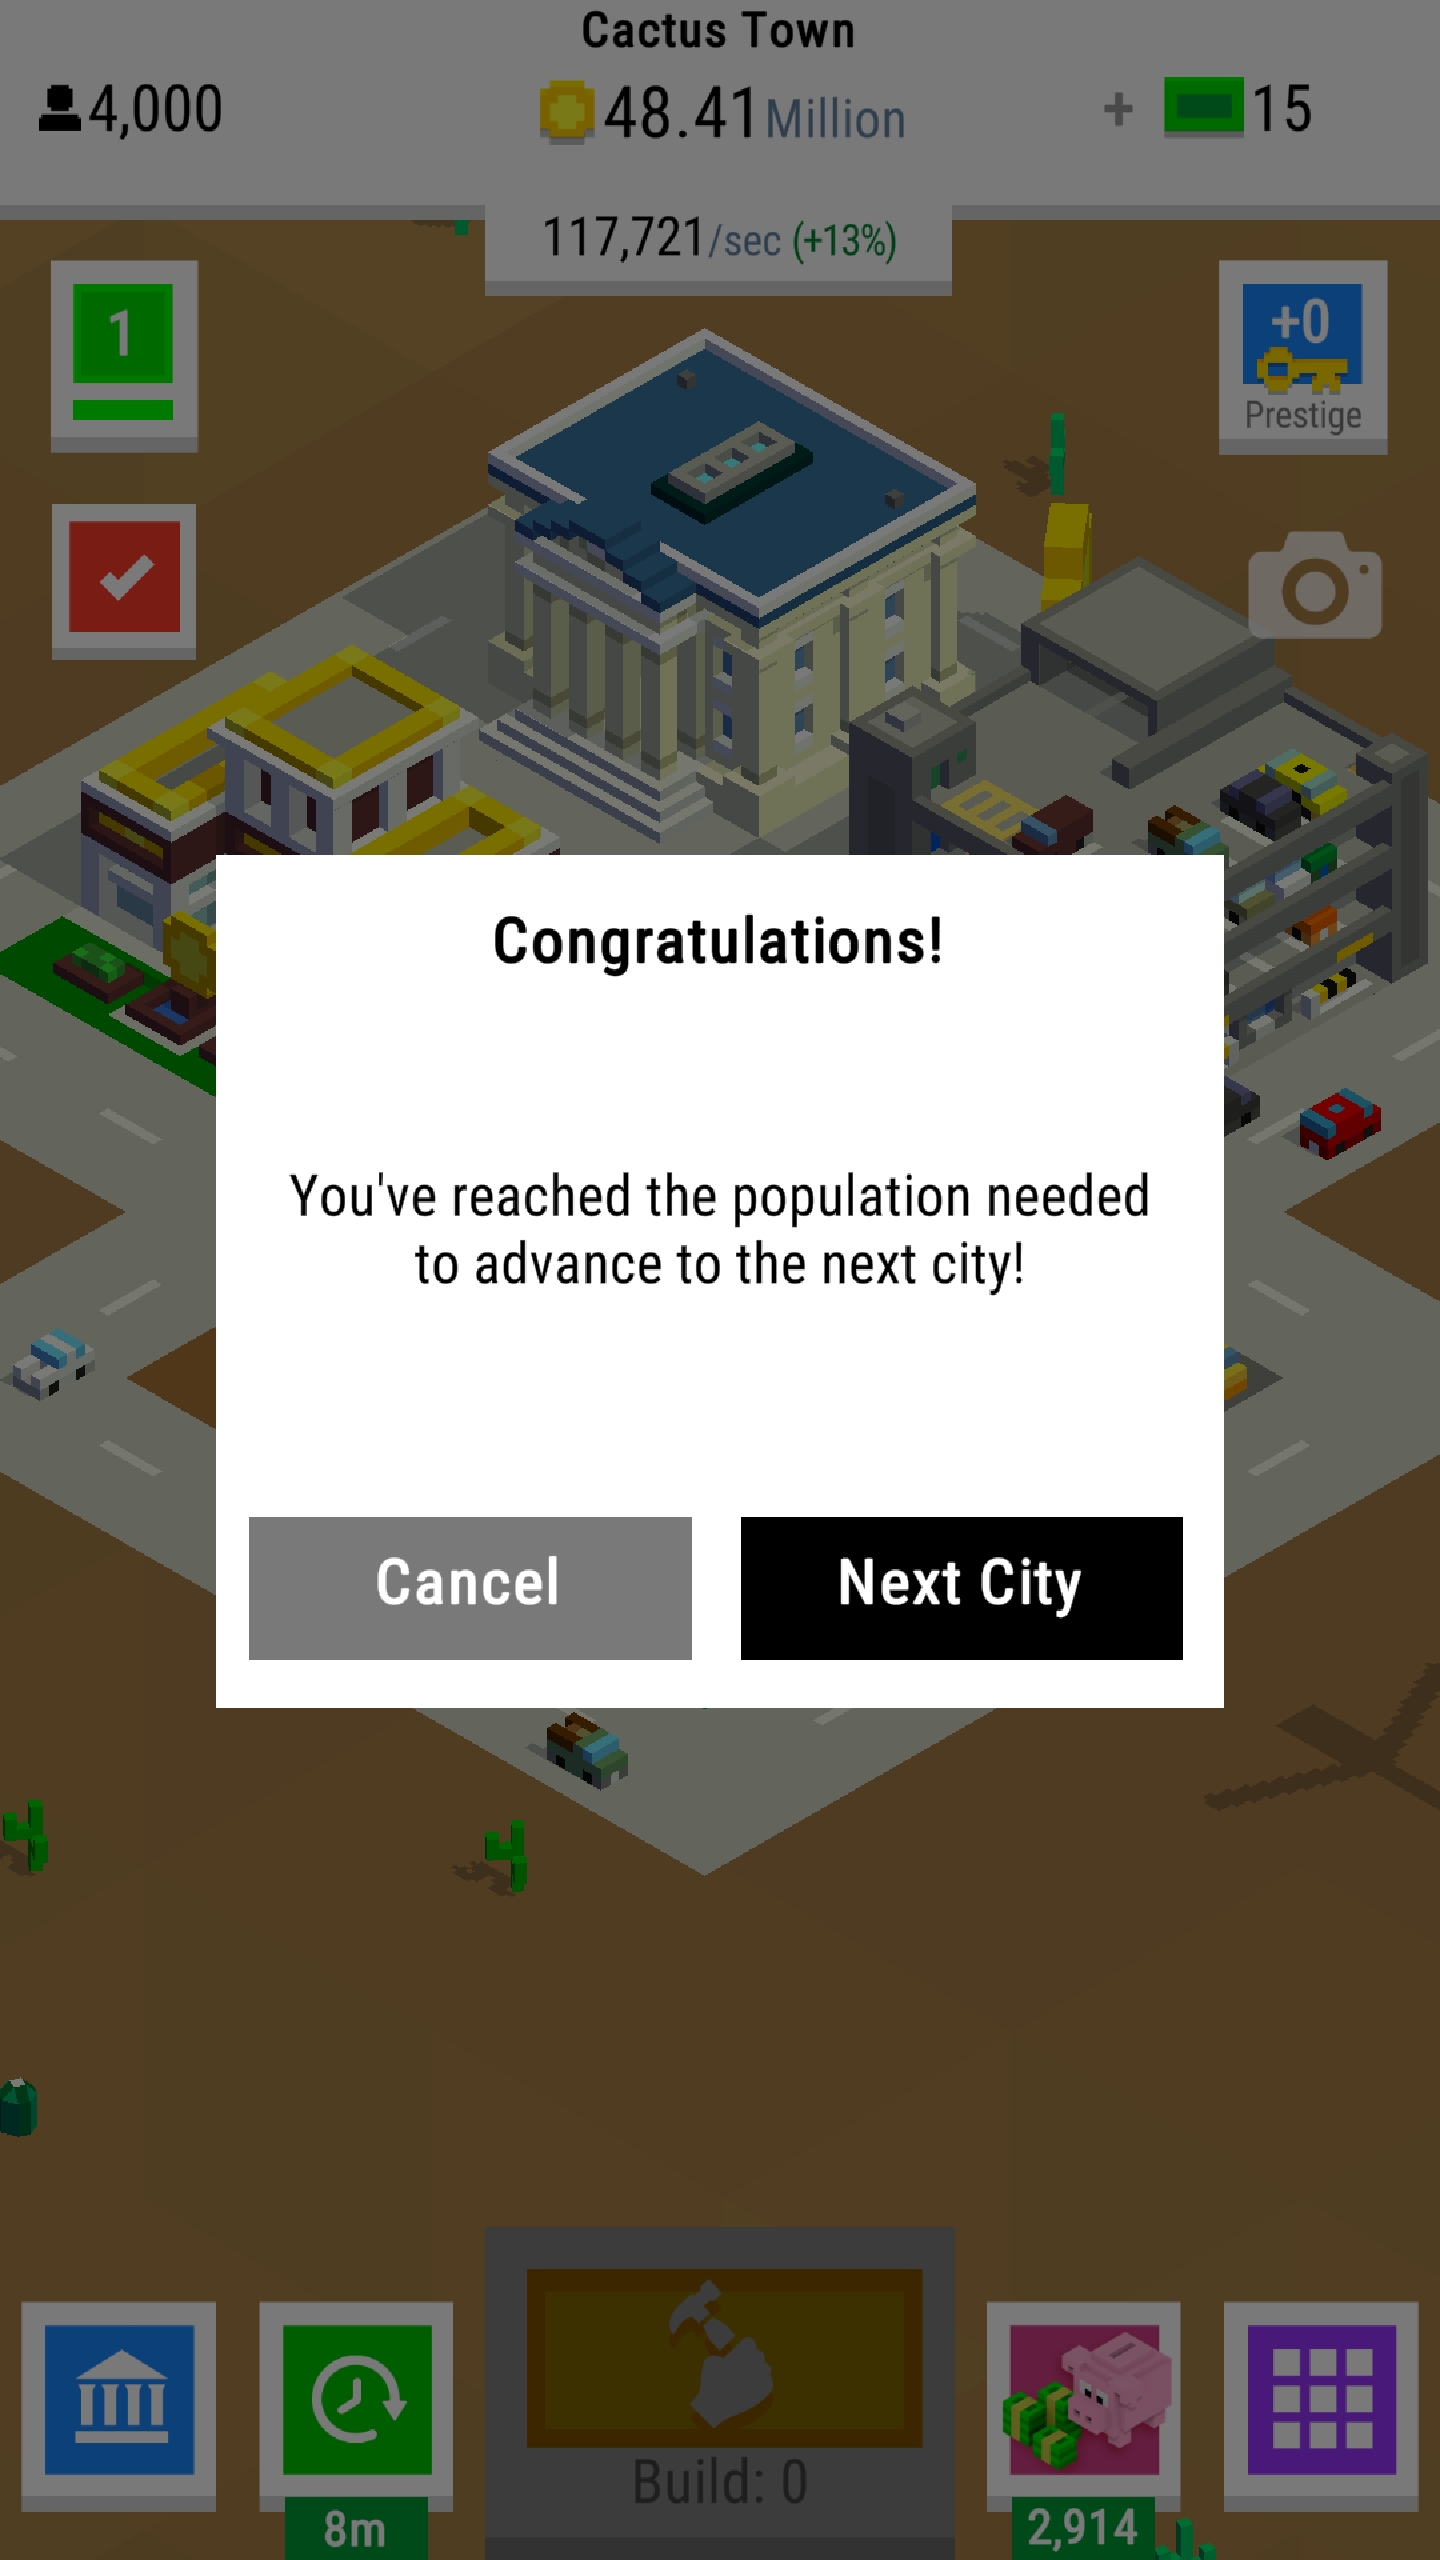 Cactus Town
4,000
48.41 Million
+ 15
117,721/sec (+13%)
1
+0
Prestige
Congratulations!
You've reached the population needed
to advance to the next city!
Cancel
Next City
Build: 0
8m
2,914